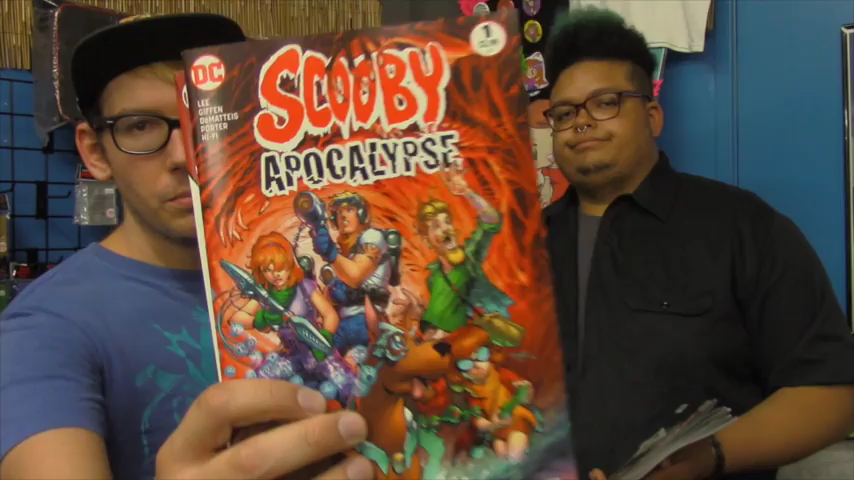 DC
LEE
GIFFEN
DeMATTEIS
PORTER
HI-FI
1
SCOOBY
APOCALYPSE